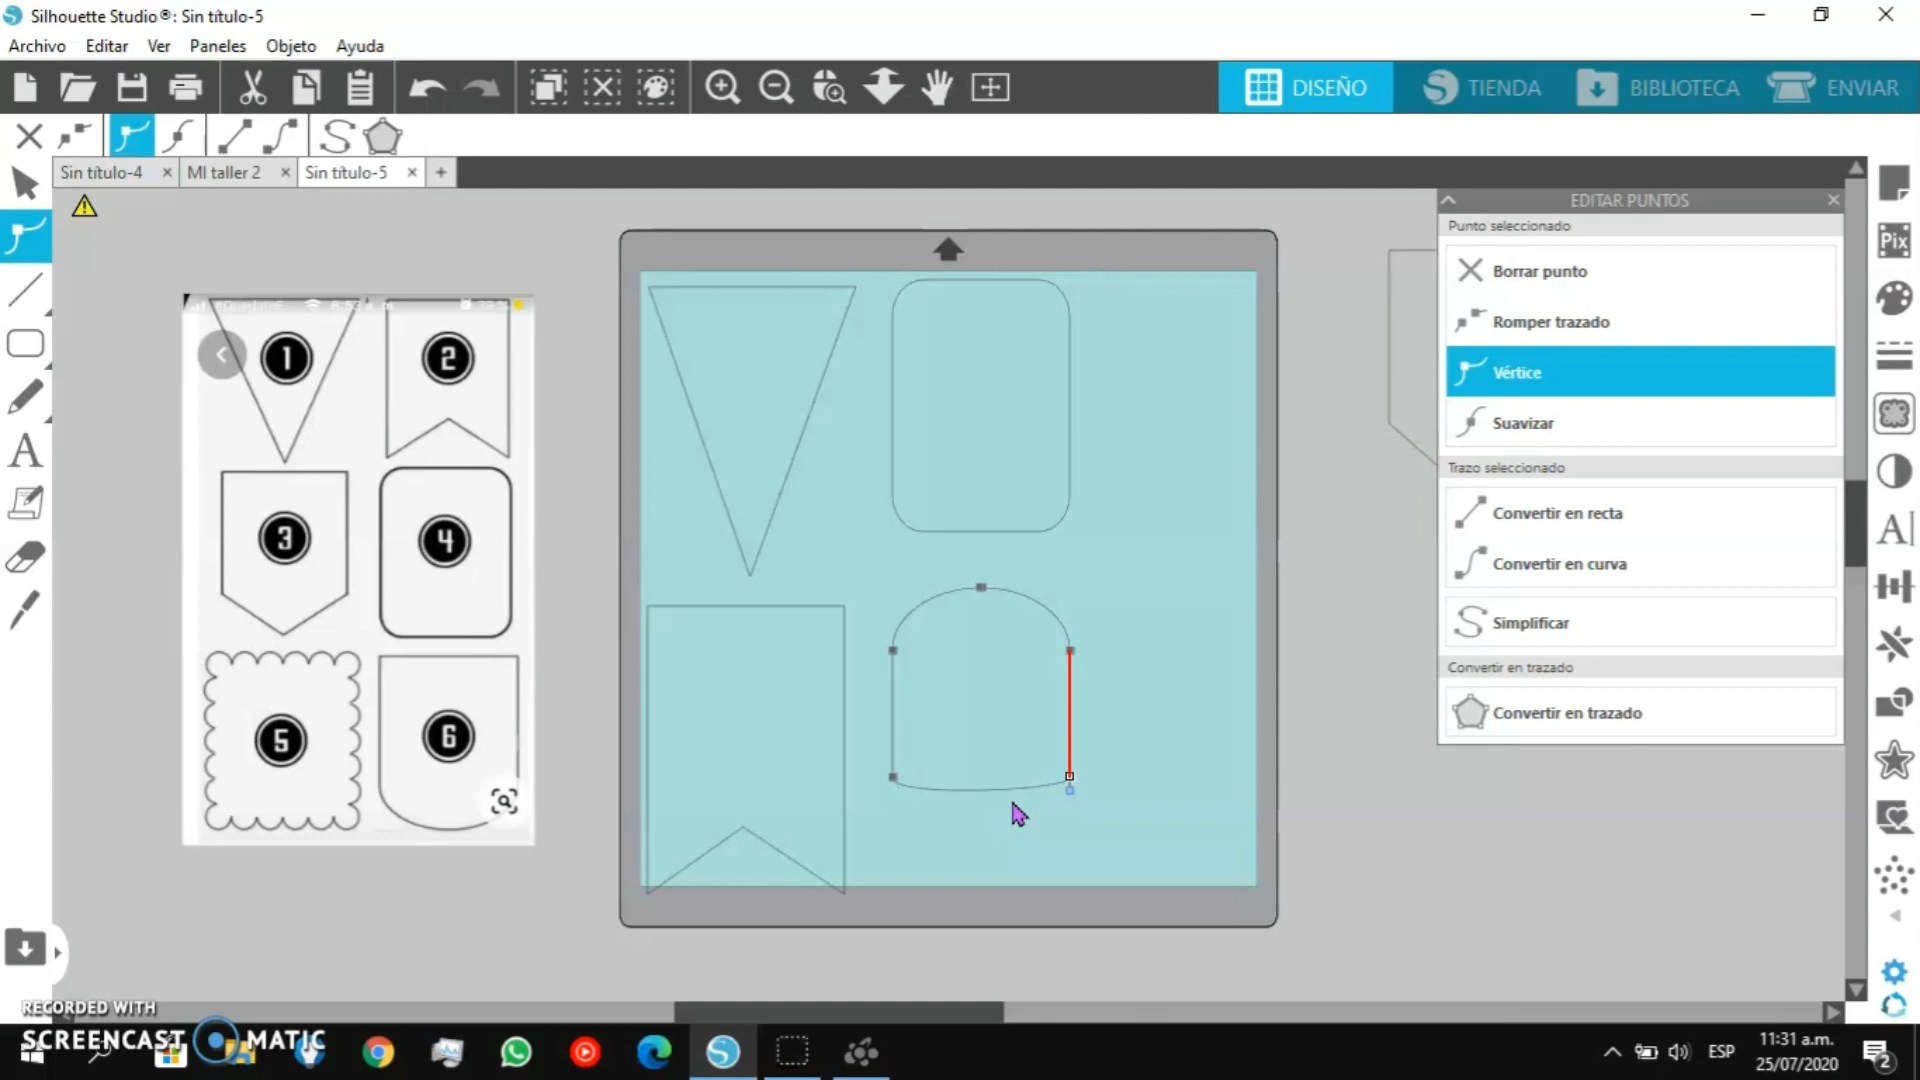 Silhouette Studio®: Sin título-5
Archivo Editar Ver Paneles Objeto Ayuda
DISEÑO TIENDA BIBLIOTECA ENVIAR
Sin título-4 MI taller 2 Sin título-5
EDITAR PUNTOS
Punto seleccionado
Borrar punto
Romper trazado
Vértice
Suavizar
Trazo seleccionado
Convertir en recta
Convertir en curva
Simplificar
Convertir en trazado
Convertir en trazado
Pix
1 2
3 4
5 6
RECORDED WITH
SCREENCAST MATIC
ESP
11:31 a.m.
25/07/2020
2